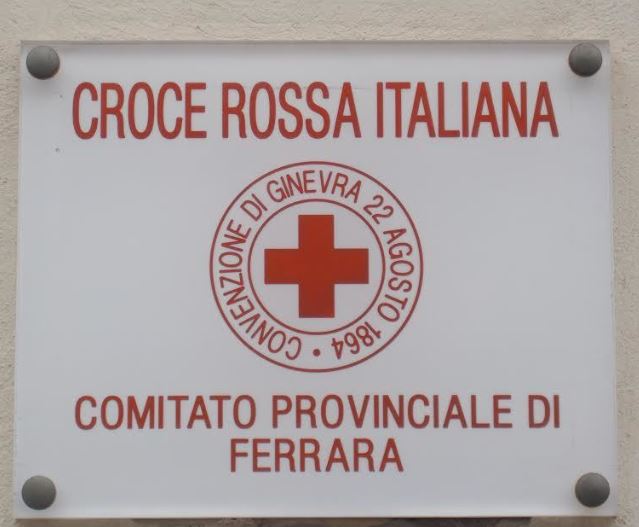 CROCE ROSSA ITALIANA
CONVENZIONE DI GINEVRA 22 AGOSTO 1864 •
COMITATO PROVINCIALE DI
FERRARA